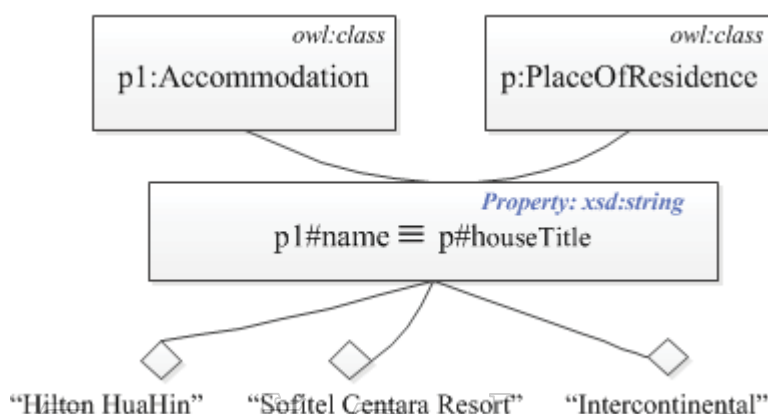 owl:class
p1:Accommodation
owl:class
p:PlaceOfResidence
Property: xsd:string
p1#name ≡ p#houseTitle
“Hilton HuaHin”
“Sofitel Centara Resort”
“Intercontinental”